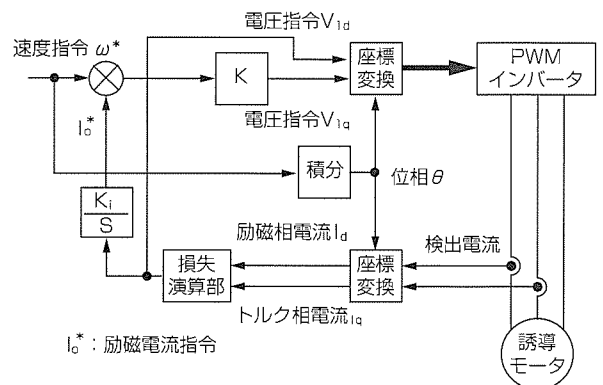 電圧指令V1d
速度指令 ω*
K
座標
変換
PWM
インバータ
電圧指令V1q
Io*
積分
位相θ
Ki
S
励磁相電流Id
検出電流
損失
演算部
座標
変換
トルク相電流Iq
Io*：励磁電流指令
誘導
モータ